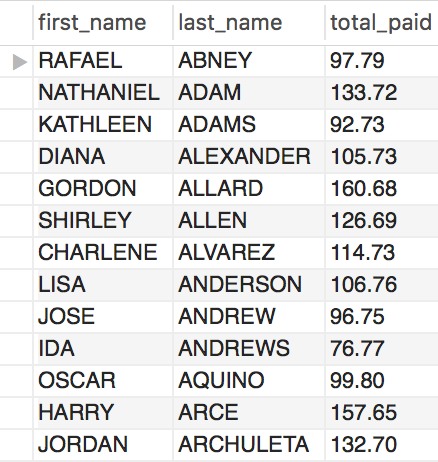 first_name last_name total_paid
RAFAEL ABNEY 97.79
NATHANIEL ADAM 133.72
KATHLEEN ADAMS 92.73
DIANA ALEXANDER 105.73
GORDON ALLARD 160.68
SHIRLEY ALLEN 126.69
CHARLENE ALVAREZ 114.73
LISA ANDERSON 106.76
JOSE ANDREW 96.75
IDA ANDREWS 76.77
OSCAR AQUINO 99.80
HARRY ARCE 157.65
JORDAN ARCHULETA 132.70